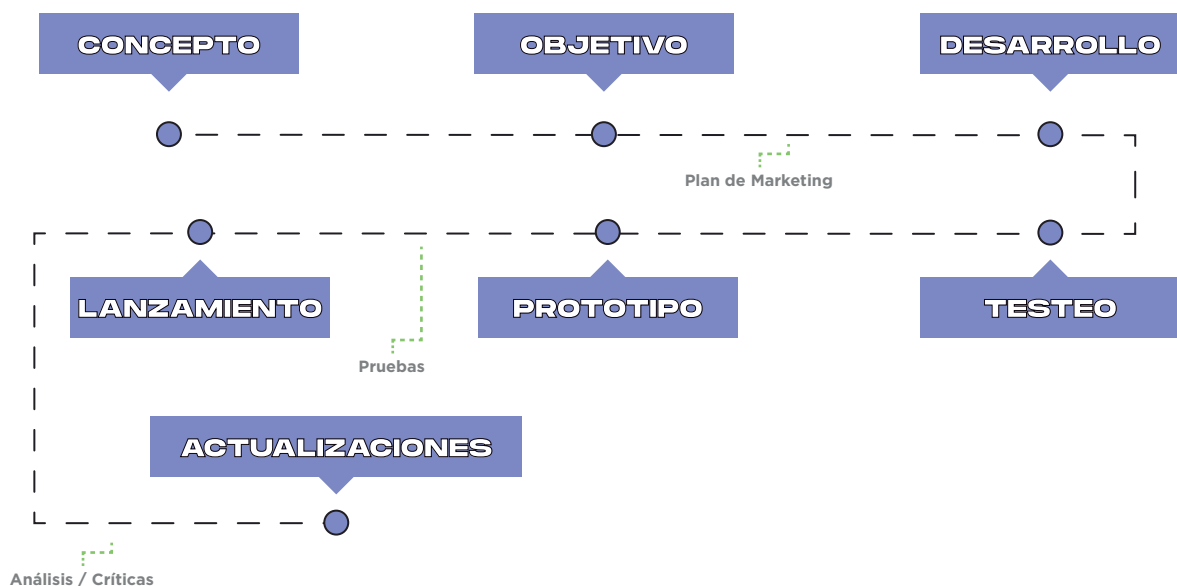 CONCEPTO
OBJETIVO
DESARROLLO
Plan de Marketing
LANZAMIENTO
PROTOTIPO
TESTEO
Pruebas
ACTUALIZACIONES
Análisis / Críticas